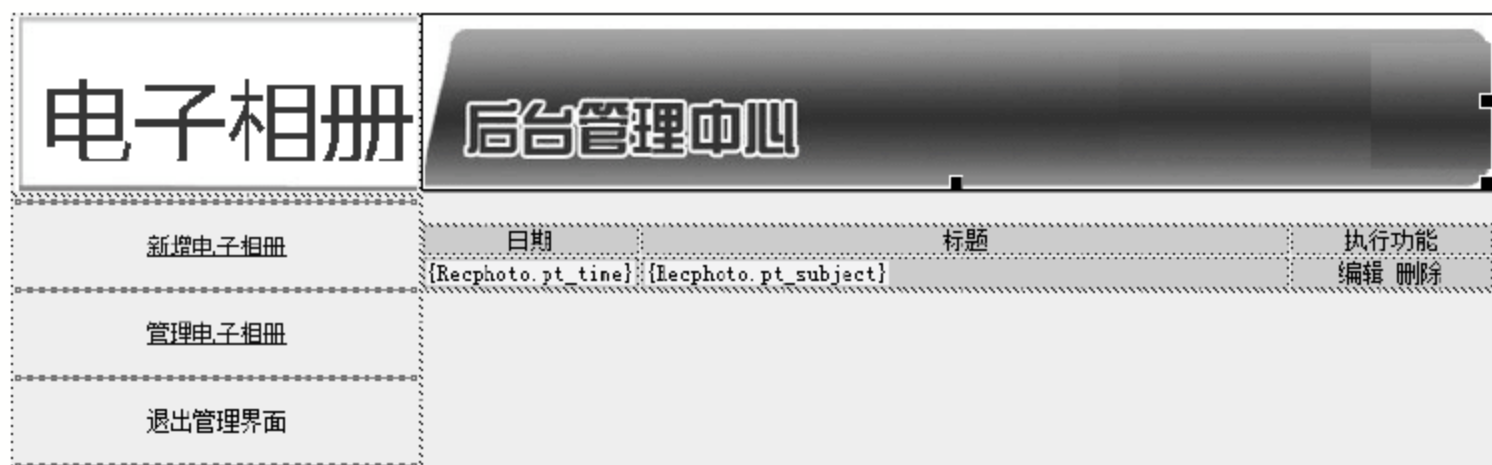 电子相册
后台管理中心
新增电子相册
日期 标题 执行功能
{Recphoto.pt_time} {Recphoto.pt_subject} 编辑 删除
管理电子相册
退出管理界面